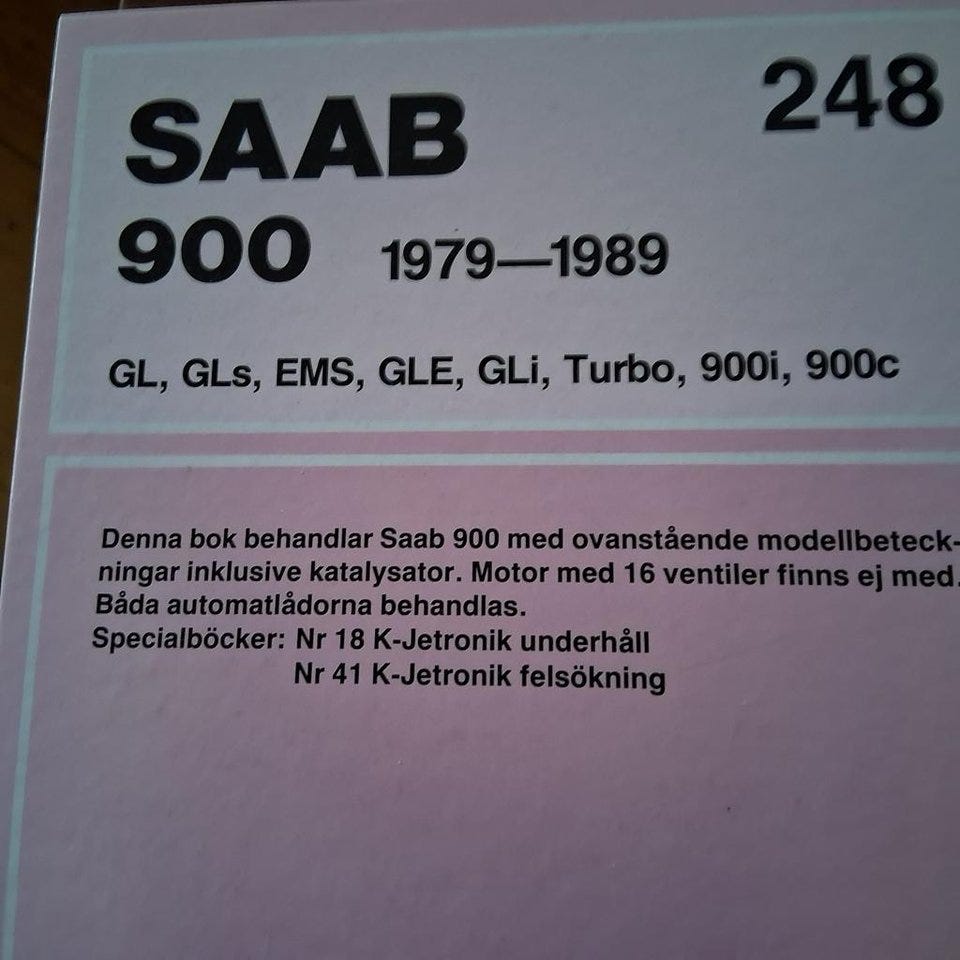 SAAB 248
900 1979—1989
GL, GLs, EMS, GLE, GLi, Turbo, 900i, 900c
Denna bok behandlar Saab 900 med ovanstående modellbeteck-
ningar inklusive katalysator. Motor med 16 ventiler finns ej med.
Båda automatlådorna behandlas.
Specialböcker: Nr 18 K-Jetronik underhåll
Nr 41 K-Jetronik felsökning